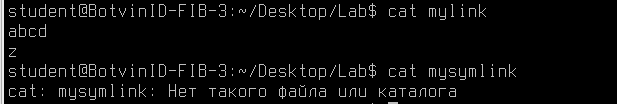 student@BotvinID-FIB-3:~/Desktop/Lab$ cat mylink
abcd
z
student@BotvinID-FIB-3:~/Desktop/Lab$ cat mysymlink
cat: mysymlink: Нет такого файла или каталога